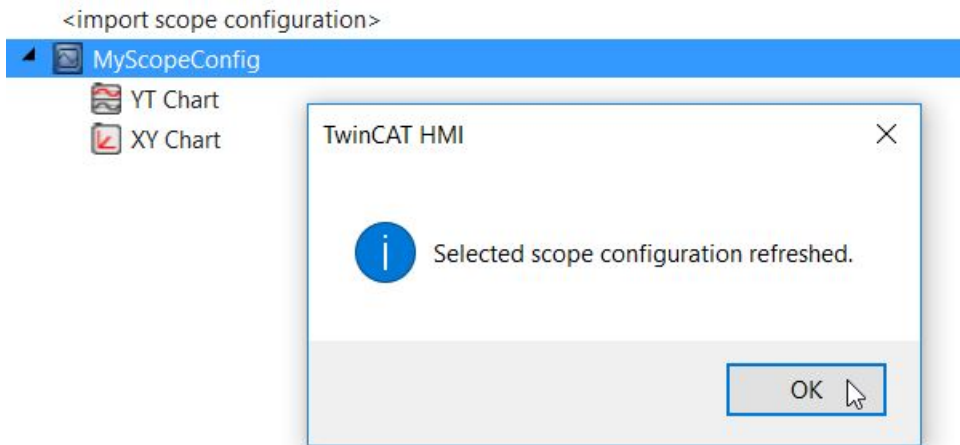 <import scope configuration>
MyScopeConfig
YT Chart
XY Chart
TwinCAT HMI
Selected scope configuration refreshed.
OK